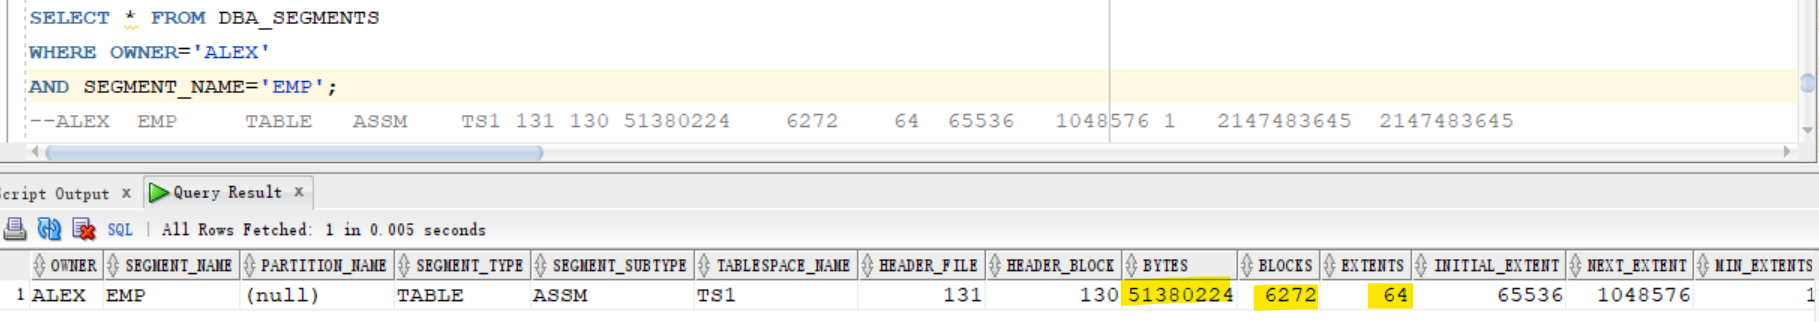 SELECT * FROM DBA_SEGMENTS
WHERE OWNER='ALEX'
AND SEGMENT_NAME='EMP';
--ALEX EMP TABLE ASSM TS1 131 130 51380224 6272 64 65536 1048576 1 2147483645 2147483645
Script Output x Query Result x
SQL | All Rows Fetched: 1 in 0.005 seconds
OWNER SEGMENT_NAME PARTITION_NAME SEGMENT_TYPE SEGMENT_SUBTYPE TABLESPACE_NAME HEADER_FILE HEADER_BLOCK BYTES BLOCKS EXTENTS INITIAL_EXTENT NEXT_EXTENT MIN_EXTENTS
1 ALEX EMP (null) TABLE ASSM TS1 131 130 51380224 6272 64 65536 1048576 1